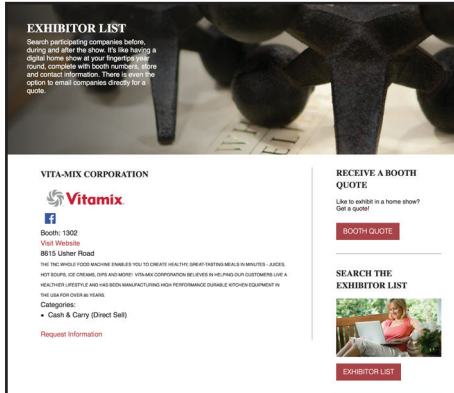 EXHIBITOR LIST
Search participating companies before,
during and after the show. It's like having a
digital home show at your fingertips year
round, complete with booth numbers, store
and contact information. There is even the
option to email companies directly for a
quote.
VITA-MIX CORPORATION
Vitamix
Booth: 1302
Visit Website
8615 Usher Road
THE TNC WHOLE FOOD MACHINE ENABLES YOU TO CREATE HEALTHY, GREAT-TASTING MEALS IN MINUTES - JUICES,
HOT SOUPS, ICE CREAMS, DIPS AND MORE! VITA-MIX CORPORATION BELIEVES IN HELPING OUR CUSTOMERS LIVE A
HEALTHIER LIFESTYLE AND HAS BEEN MANUFACTURING HIGH PERFORMANCE DURABLE KITCHEN EQUIPMENT IN
THE USA FOR OVER 85 YEARS.
Categories:
• Cash & Carry (Direct Sell)
Request Information
RECEIVE A BOOTH
QUOTE
Like to exhibit in a home show?
Get a quote!
BOOTH QUOTE
SEARCH THE
EXHIBITOR LIST
EXHIBITOR LIST